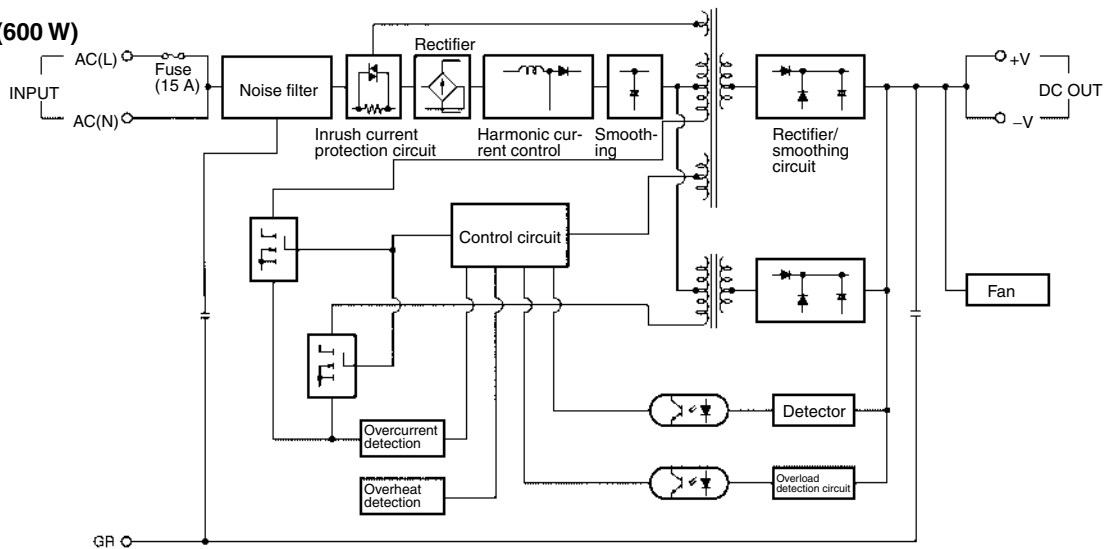 (600 W)
AC(L)
Fuse
(15 A)
INPUT
AC(N)
Noise filter
Inrush current
protection circuit
Rectifier
Harmonic cur-
rent control
Smooth-
ing
Rectifier/
smoothing
circuit
+V
DC OUT
−V
Control circuit
Fan
Overcurrent
detection
Detector
Overheat
detection
Overload
detection circuit
GR